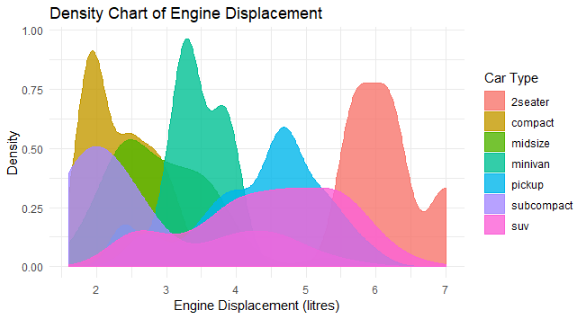 Density Chart of Engine Displacement
1.00
0.75
0.50
0.25
0.00
Density
2
3
4
5
6
7
Engine Displacement (litres)
Car Type
2seater
compact
midsize
minivan
pickup
subcompact
suv